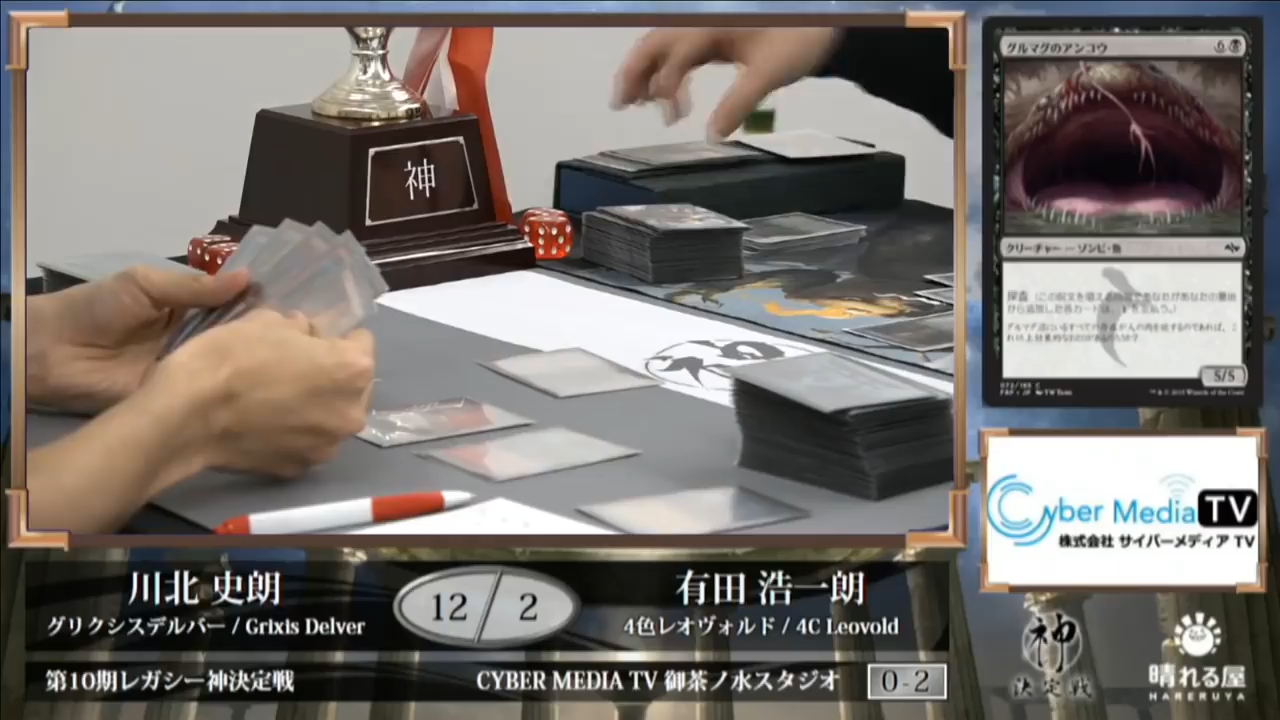 神
グルマグのアンコウ
6
クリーチャー — ゾンビ・魚
5/5
Cyber Media TV
株式会社 サイバーメディア TV
川北 史朗
グリクシスデルバー / Grixis Delver
12 / 2
有田 浩一朗
4色レオヴォルド / 4C Leovold
第10期レガシー神決定戦
CYBER MEDIA TV 御茶ノ水スタジオ
0-2
神
決定戦
晴れる屋
HARERUYA